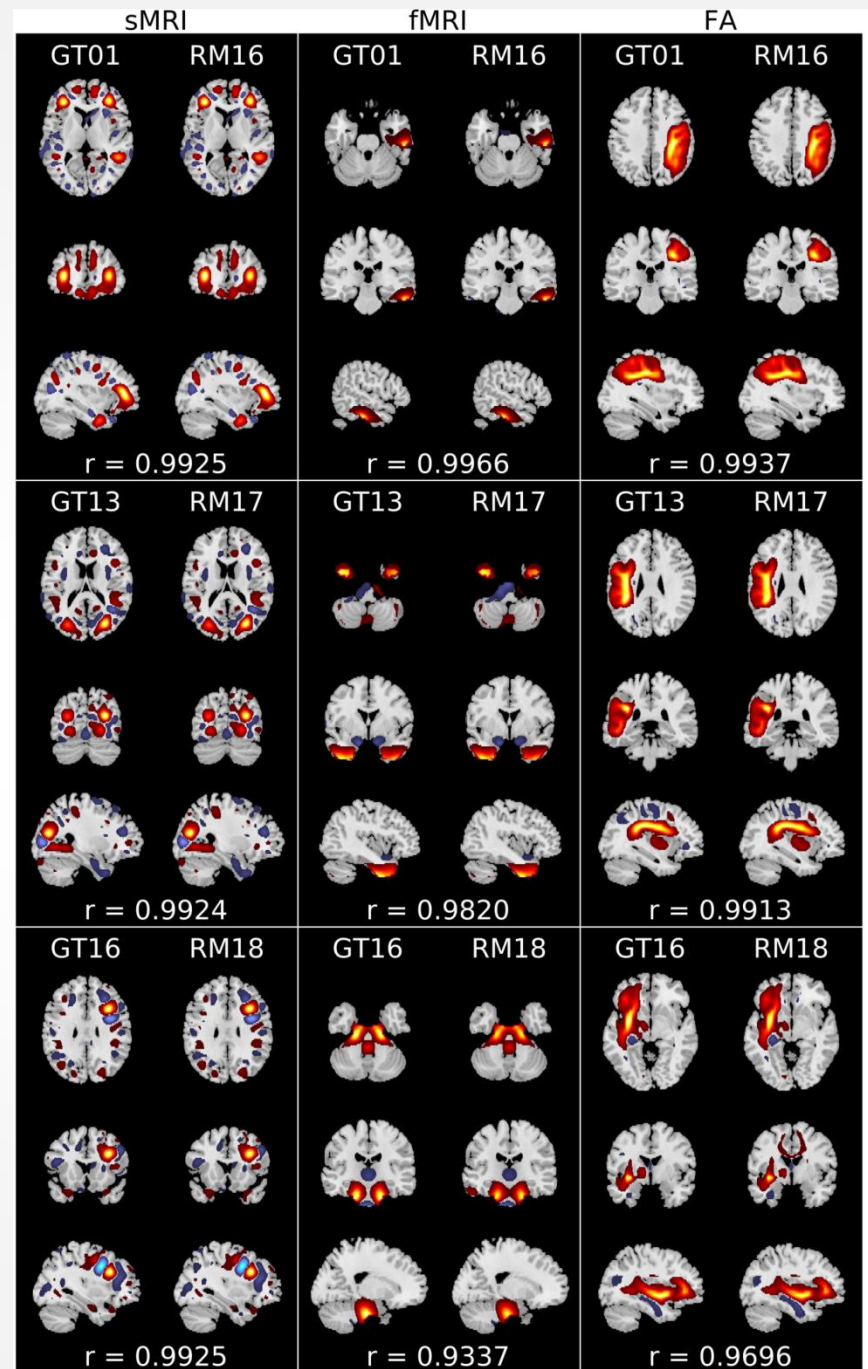 sMRI fMRI FA
GT01 RM16 GT01 RM16 GT01 RM16
r = 0.9925 r = 0.9966 r = 0.9937
GT13 RM17 GT13 RM17 GT13 RM17
r = 0.9924 r = 0.9820 r = 0.9913
GT16 RM18 GT16 RM18 GT16 RM18
r = 0.9925 r = 0.9337 r = 0.9696